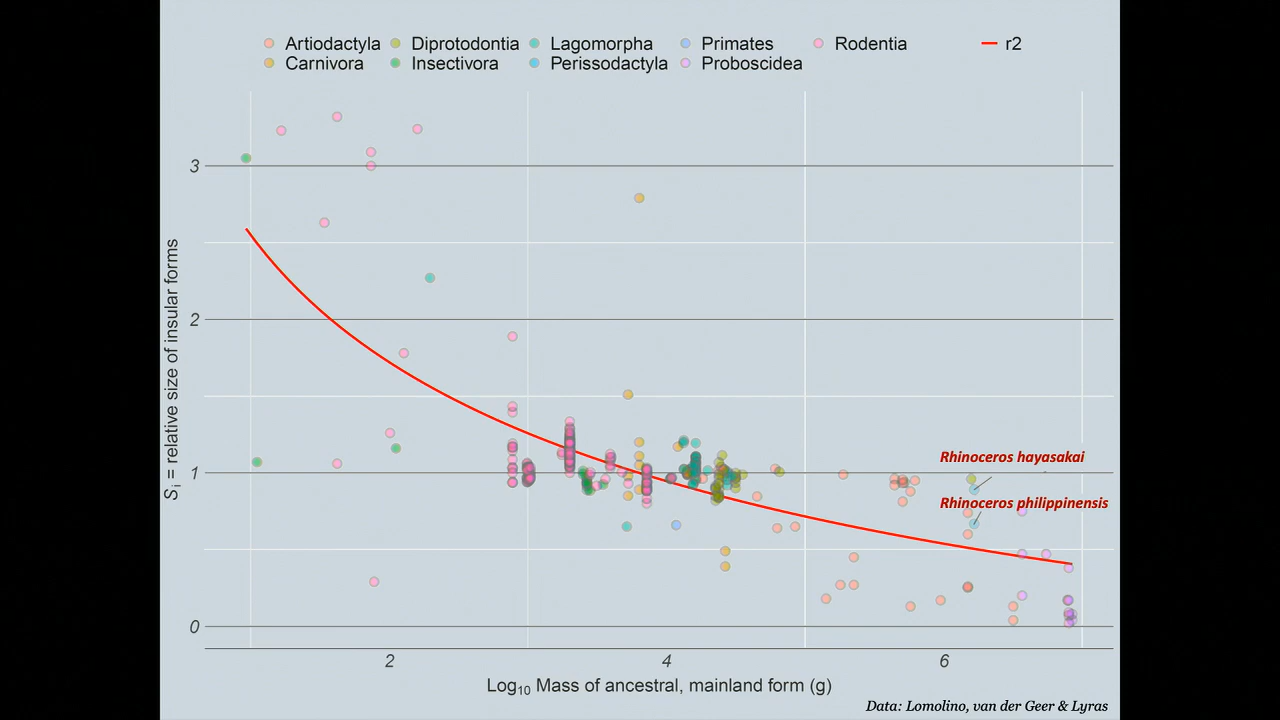 Artiodactyla Diprotodontia Lagomorpha Primates Rodentia r2
Carnivora Insectivora Perissodactyla Proboscidea
3
2
1
0
Si = relative size of insular forms
Rhinoceros hayasakai
Rhinoceros philippinensis
2 4 6
Log10 Mass of ancestral, mainland form (g)
Data: Lomolino, van der Geer & Lyras